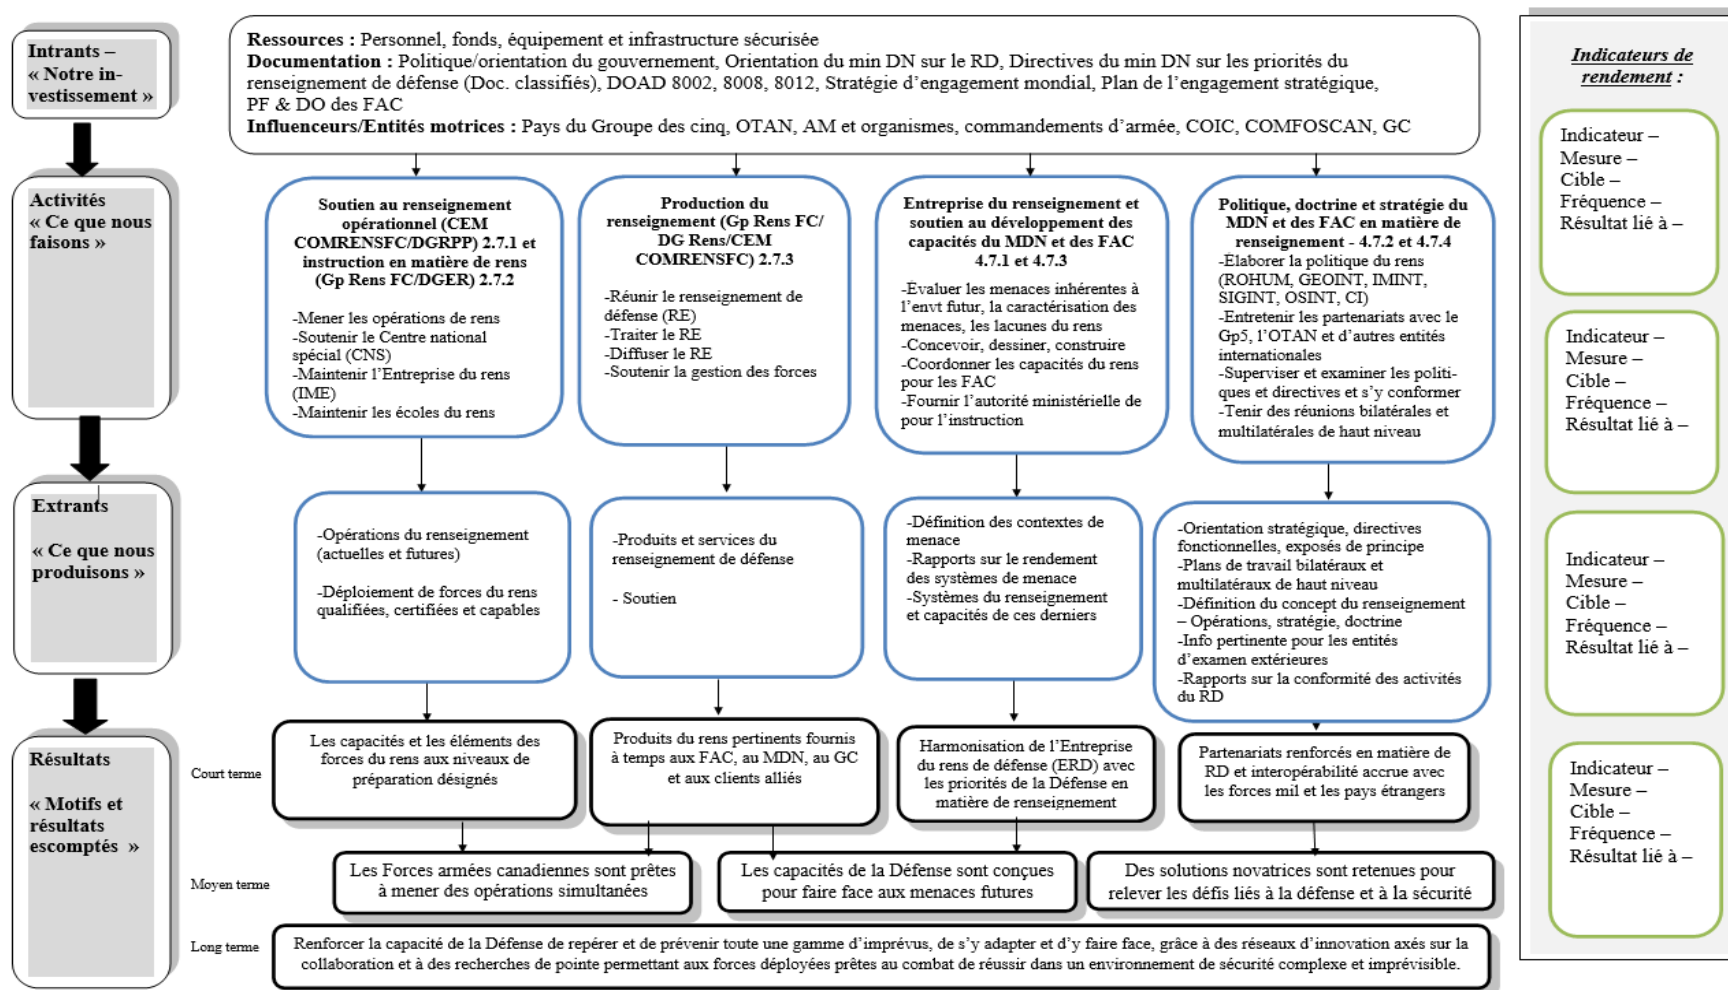 Intrants –
« Notre in-
vestissement »
Ressources : Personnel, fonds, équipement et infrastructure sécurisée
Documentation : Politique/orientation du gouvernement, Orientation du min DN sur le RD, Directives du min DN sur les priorités du
renseignement de défense (Doc. classifiés), DOAD 8002, 8008, 8012, Stratégie d’engagement mondial, Plan de l’engagement stratégique,
PF & DO des FAC
Influenceurs/Entités motrices : Pays du Groupe des cinq, OTAN, AM et organismes, commandements d’armée, COIC, COMFOSCAN, GC
Activités
« Ce que nous
faisons »
Soutien au renseignement
opérationnel (CEM
COMRENSFC/DGRPP) 2.7.1 et
instruction en matière de rens
(Gp Rens FC/DGER) 2.7.2
-Mener les opérations de rens
-Soutenir le Centre national
spécial (CNS)
-Maintenir l’Entreprise du rens
(IME)
-Maintenir les écoles du rens
Production du
renseignement (Gp Rens FC/
DG Rens/CEM
COMRENSFC) 2.7.3
-Réunir le renseignement de
défense (RE)
-Traiter le RE
-Diffuser le RE
-Soutenir la gestion des forces
Entreprise du renseignement et
soutien au développement des
capacités du MDN et des FAC
4.7.1 et 4.7.3
-Évaluer les menaces inhérentes à
l’envt futur, la caractérisation des
menaces, les lacunes du rens
-Concevoir, dessiner, construire
-Coordonner les capacités du rens
pour les FAC
-Fournir l’autorité ministérielle de
pour l’instruction
Politique, doctrine et stratégie du
MDN et des FAC en matière de
renseignement - 4.7.2 et 4.7.4
-Élaborer la politique du rens
(ROHUM, GEOINT, IMINT,
SIGINT, OSINT, CI)
-Entretenir les partenariats avec le
Gp5, l’OTAN et d’autres entités
internationales
-Superviser et examiner les politi-
ques et directives et s’y conformer
-Tenir des réunions bilatérales et
multilatérales de haut niveau
Extrants
« Ce que nous
produisons »
-Opérations du renseignement
(actuelles et futures)
-Déploiement de forces du rens
qualifiées, certifiées et capables
-Produits et services du
renseignement de défense
- Soutien
-Définition des contextes de
menace
-Rapports sur le rendement
des systèmes de menace
-Systèmes du renseignement
et capacités de ces derniers
-Orientation stratégique, directives
fonctionnelles, exposés de principe
-Plans de travail bilatéraux et
multilatéraux de haut niveau
-Définition du concept du renseignement
– Opérations, stratégie, doctrine
-Info pertinente pour les entités
d’examen extérieures
-Rapports sur la conformité des activités
du RD
Résultats
« Motifs et
résultats
escomptés »
Court terme
Les capacités et les éléments des
forces du rens aux niveaux de
préparation désignés
Produits du rens pertinents fournis
à temps aux FAC, au MDN, au GC
et aux clients alliés
Harmonisation de l’Entreprise
du rens de défense (ERD) avec
les priorités de la Défense en
matière de renseignement
Partenariats renforcés en matière de
RD et interopérabilité accrue avec
les forces mil et les pays étrangers
Moyen terme
Les Forces armées canadiennes sont prêtes
à mener des opérations simultanées
Les capacités de la Défense sont conçues
pour faire face aux menaces futures
Des solutions novatrices sont retenues pour
relever les défis liés à la défense et à la sécurité
Long terme
Renforcer la capacité de la Défense de repérer et de prévenir toute une gamme d’imprévus, de s’y adapter et d’y faire face, grâce à des réseaux d’innovation axés sur la
collaboration et à des recherches de pointe permettant aux forces déployées prêtes au combat de réussir dans un environnement de sécurité complexe et imprévisible.
Indicateurs de
rendement :
Indicateur –
Mesure –
Cible –
Fréquence –
Résultat lié à –
Indicateur –
Mesure –
Cible –
Fréquence –
Résultat lié à –
Indicateur –
Mesure –
Cible –
Fréquence –
Résultat lié à –
Indicateur –
Mesure –
Cible –
Fréquence –
Résultat lié à –